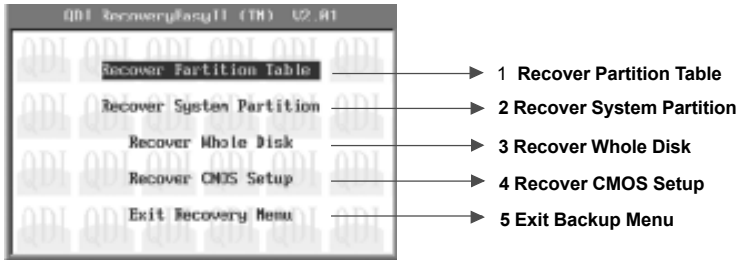 QDI RecoveryEasyII (TM) V2.01
Recover Partition Table
1 Recover Partition Table
Recover System Partition
2 Recover System Partition
Recover Whole Disk
3 Recover Whole Disk
Recover CMOS Setup
4 Recover CMOS Setup
Exit Recovery Menu
5 Exit Backup Menu